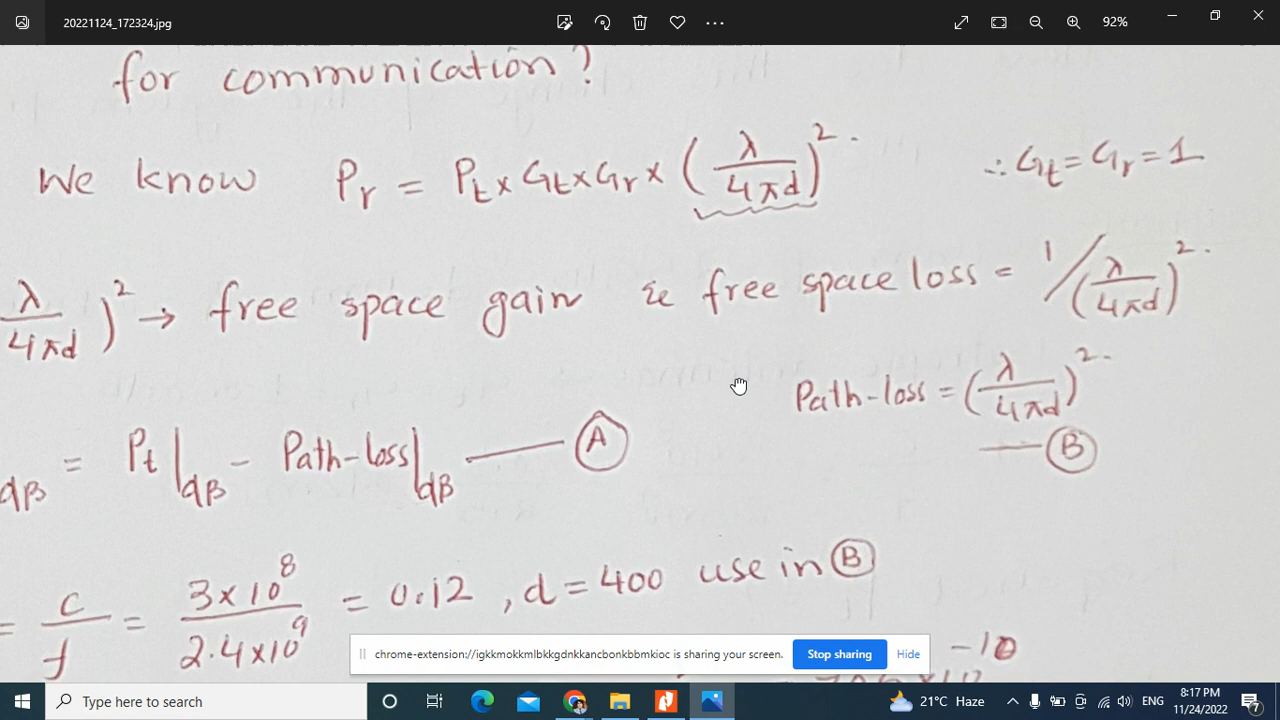 20221124_172324.jpg
92%
for communication?
We know Pr = Pt x Gt x Gr x (λ/4πd)² ∴ Gt = Gr = 1
λ/4πd)² → free space gain ie free space loss = 1/(λ/4πd)²
Path-loss = (λ/4πd)² — (B)
dB = Pt|dB - Path-loss|dB — (A)
= c/f = 3x10⁸/2.4x10⁹ = 0.12, d = 400 use in (B)
-10
chrome-extension://igkkmokkmlbkkgdnkkancbonkbbmkioc is sharing your screen. Stop sharing Hide
Type here to search
21°C Haze
ENG
8:17 PM
11/24/2022
7